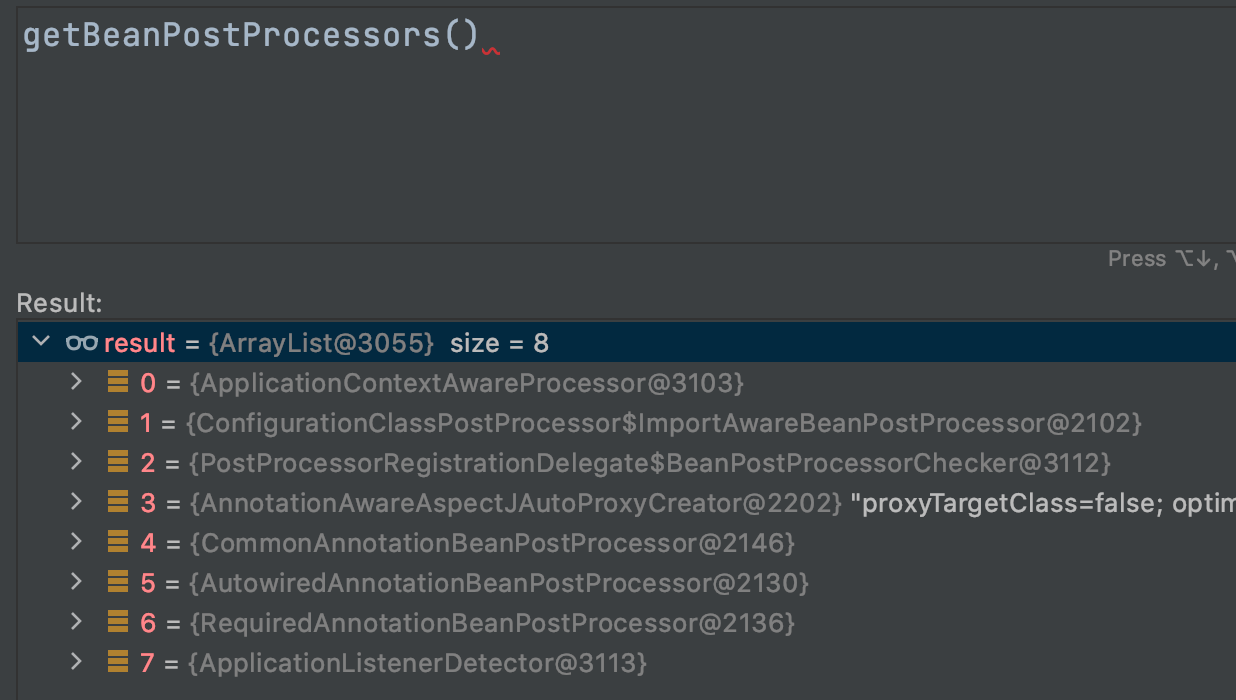 getBeanPostProcessors()
Press ⌥↓,
Result:
result = {ArrayList@3055} size = 8
0 = {ApplicationContextAwareProcessor@3103}
1 = {ConfigurationClassPostProcessor$ImportAwareBeanPostProcessor@2102}
2 = {PostProcessorRegistrationDelegate$BeanPostProcessorChecker@3112}
3 = {AnnotationAwareAspectJAutoProxyCreator@2202} "proxyTargetClass=false; optim
4 = {CommonAnnotationBeanPostProcessor@2146}
5 = {AutowiredAnnotationBeanPostProcessor@2130}
6 = {RequiredAnnotationBeanPostProcessor@2136}
7 = {ApplicationListenerDetector@3113}